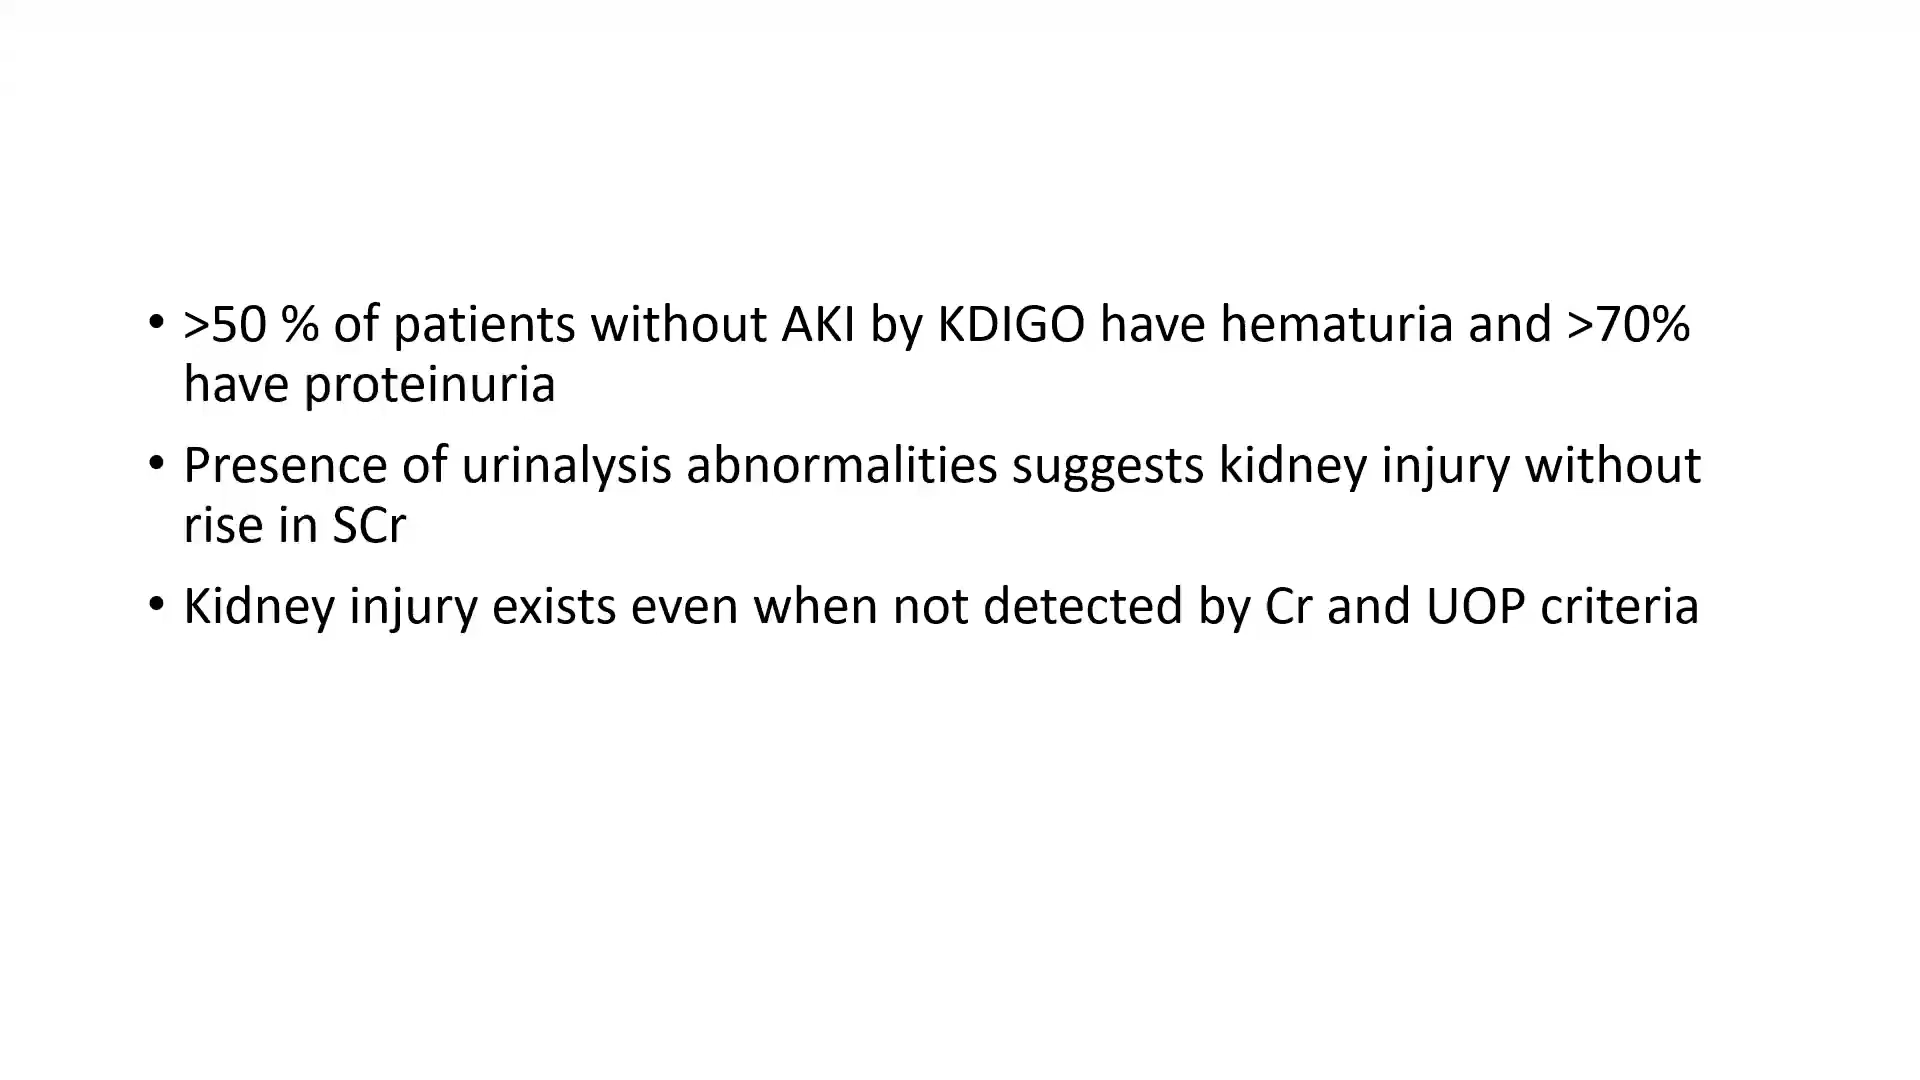 • >50 % of patients without AKI by KDIGO have hematuria and >70%
have proteinuria
• Presence of urinalysis abnormalities suggests kidney injury without
rise in SCr
• Kidney injury exists even when not detected by Cr and UOP criteria